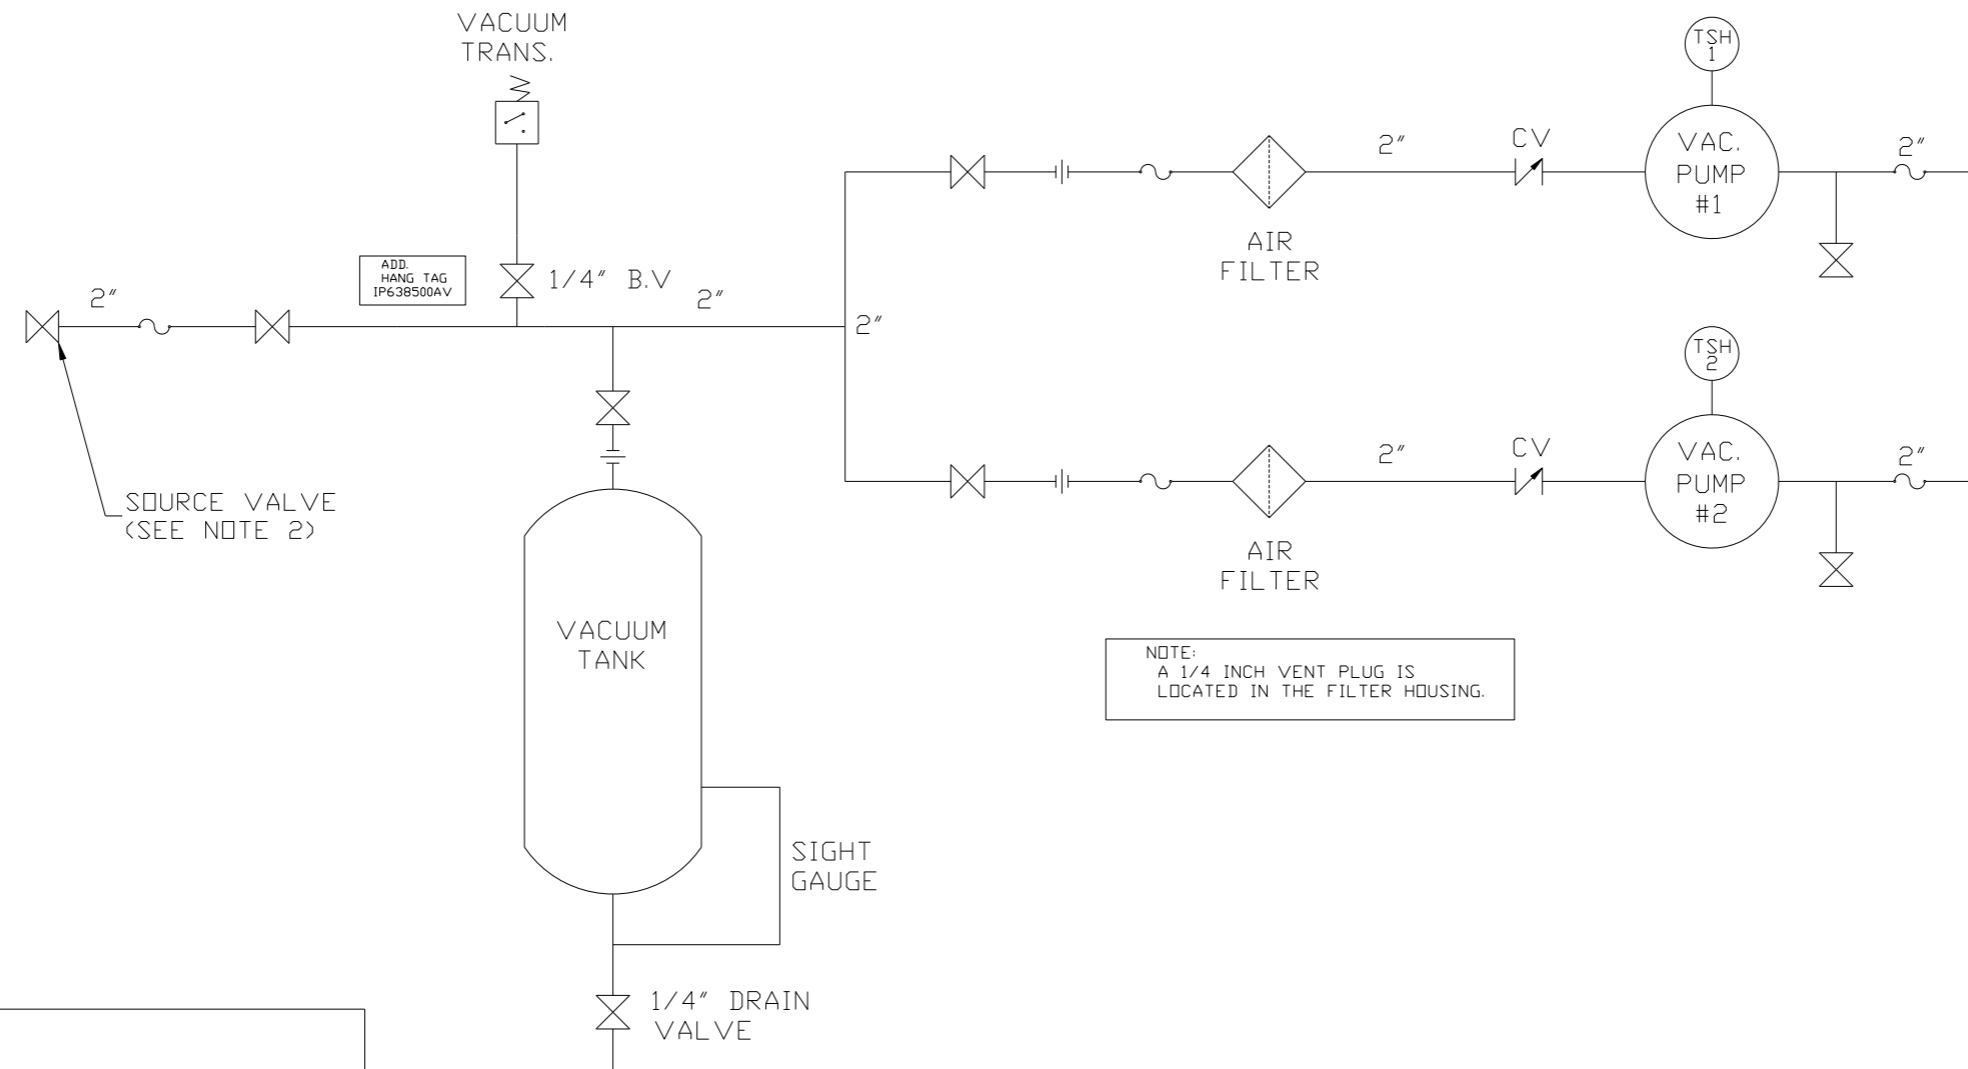 VACUUM
TRANS.
TSH
1
2"
CV
VAC.
PUMP
#1
2"
AIR
FILTER
ADD.
HANG TAG
IP638500AV
1/4" B.V
2"
2"
2"
TSH
2
2"
CV
VAC.
PUMP
#2
2"
SOURCE VALVE
(SEE NOTE 2)
AIR
FILTER
VACUUM
TANK
NOTE:
A 1/4 INCH VENT PLUG IS
LOCATED IN THE FILTER HOUSING.
SIGHT
GAUGE
1/4" DRAIN
VALVE